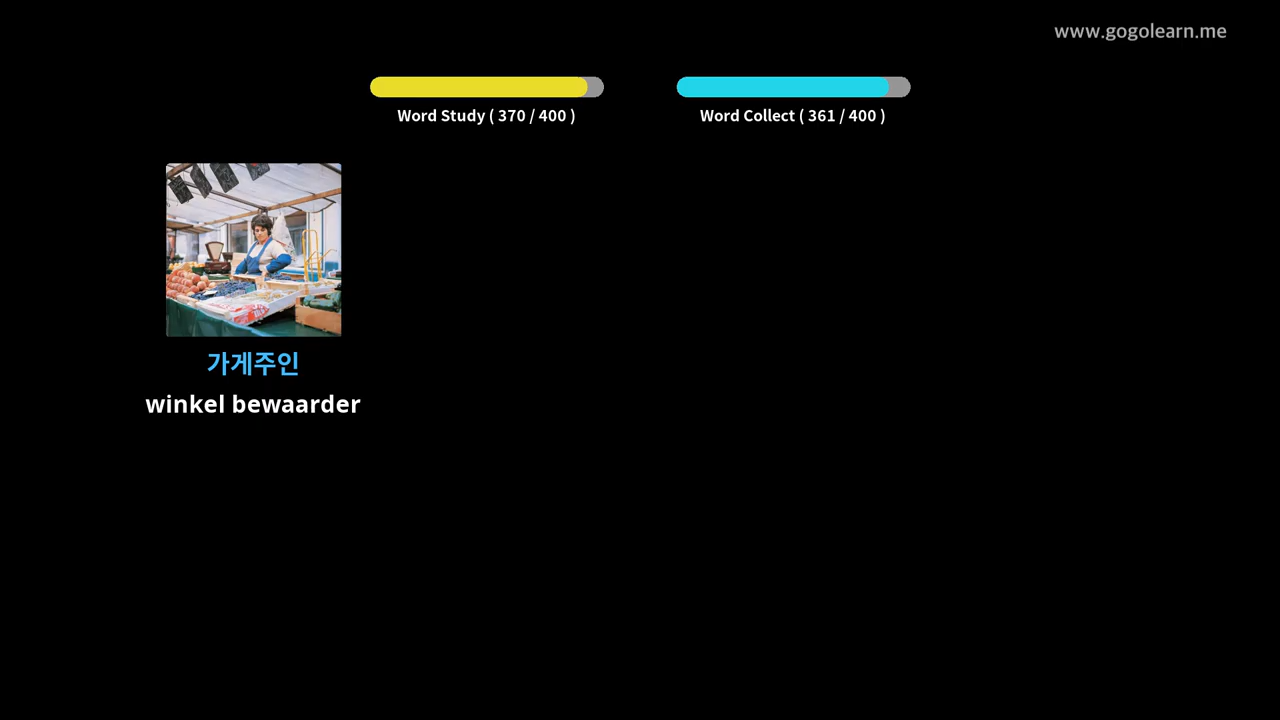 www.gogolearn.me
Word Study ( 370 / 400 )
Word Collect ( 361 / 400 )
가게주인
winkel bewaarder